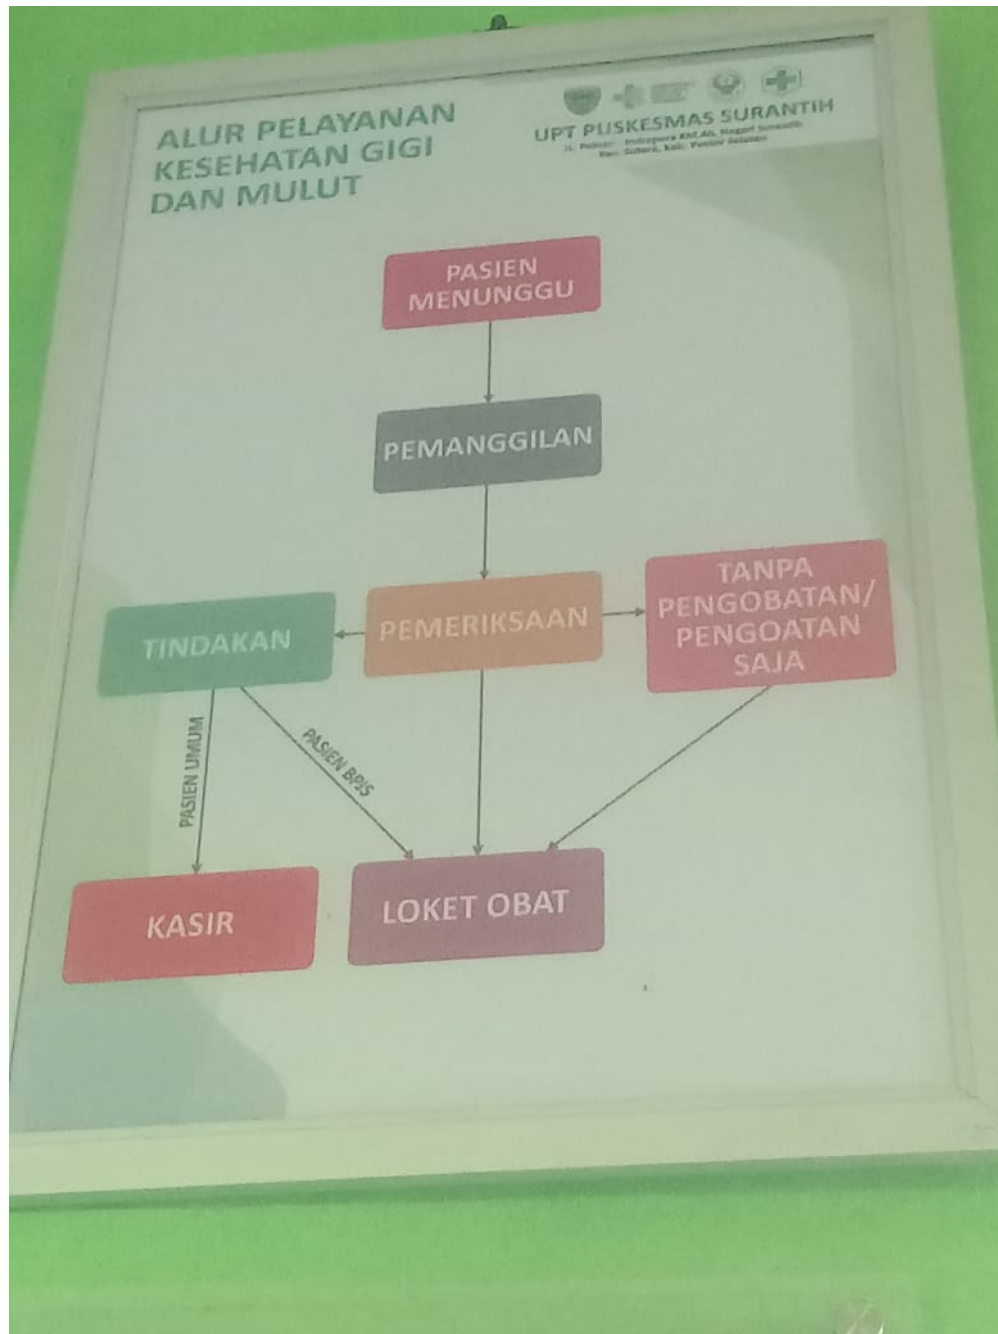 ALUR PELAYANAN
KESEHATAN GIGI
DAN MULUT
UPT PUSKESMAS SURANTIH
PASIEN
MENUNGGU
PEMANGGILAN
TINDAKAN
PEMERIKSAAN
TANPA
PENGOBATAN/
PENGOATAN
SAJA
PASIEN UMUM
PASIEN BPJS
KASIR
LOKET OBAT